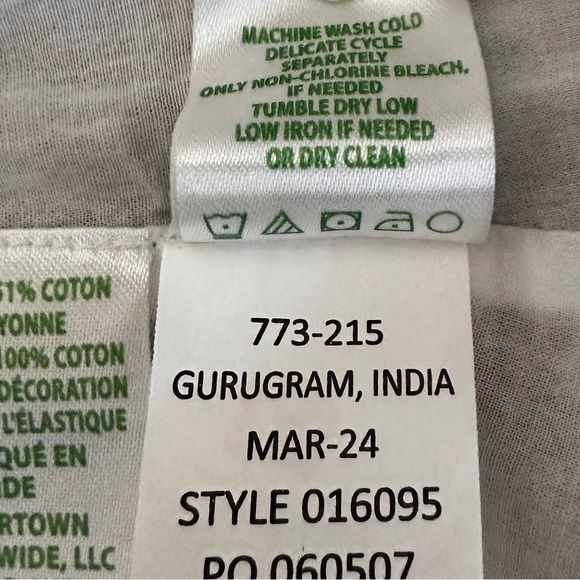 MACHINE WASH COLD
DELICATE CYCLE
SEPARATELY
ONLY NON-CHLORINE BLEACH.
IF NEEDED
TUMBLE DRY LOW
LOW IRON IF NEEDED
OR DRY CLEAN
51% COTON
YONNE
100% COTON
DÉCORATION
L'ÉLASTIQUE
QUÉ EN
DE
RTOWN
WIDE, LLC
773-215
GURUGRAM, INDIA
MAR-24
STYLE 016095
PO 060507